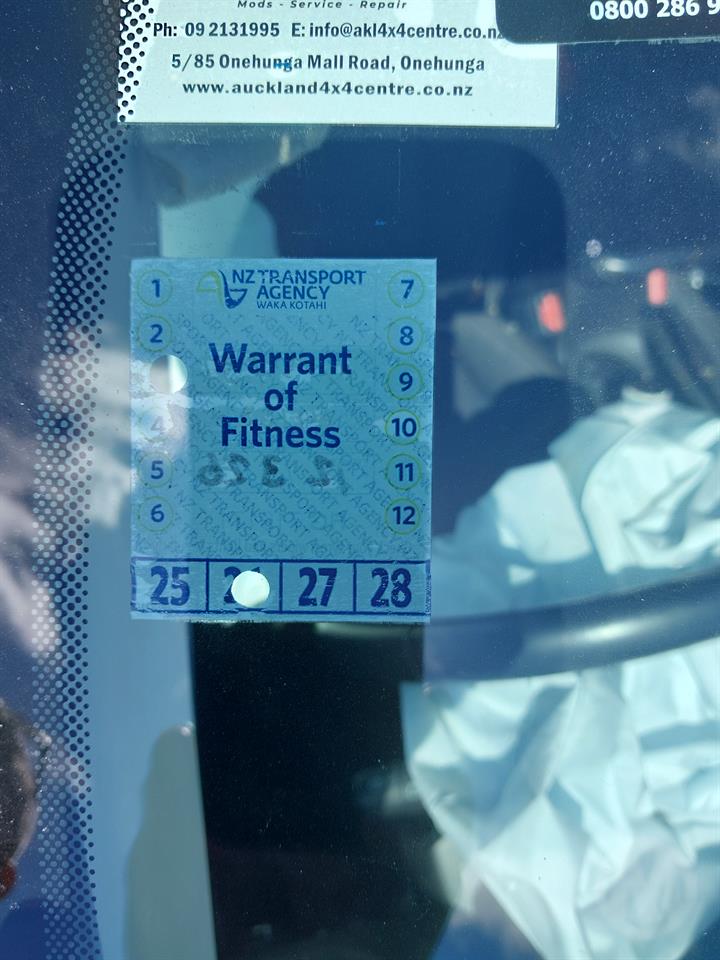 Mods - Service - Repair
Ph: 09 2131995 E: info@akl4x4centre.co.nz
5/85 Onehunga Mall Road, Onehunga
www.auckland4x4centre.co.nz
0800 286 9
NZ TRANSPORT
AGENCY
WAKA KOTAHI
Warrant
of
Fitness
1
2
4
5
6
7
8
9
10
11
12
25 27 28